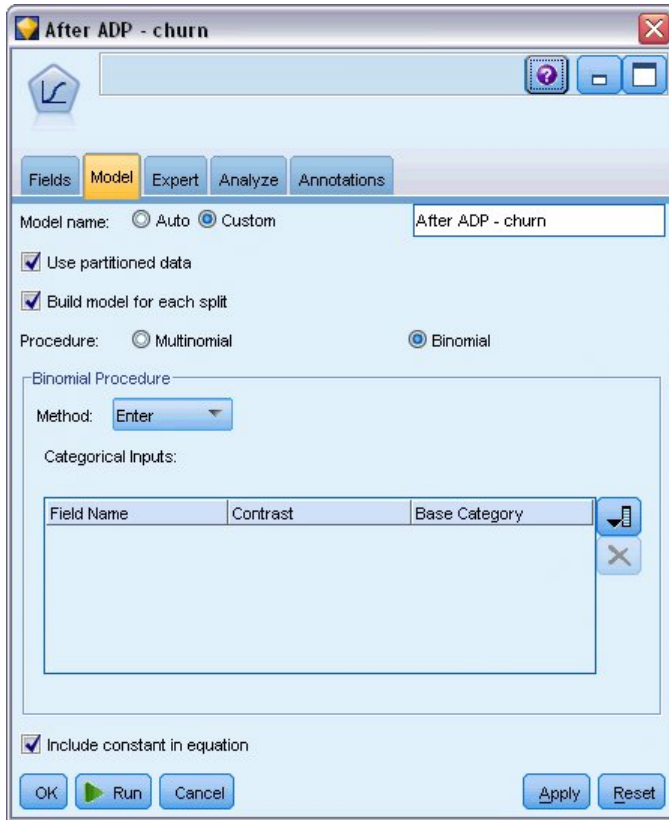 After ADP - churn
Fields Model Expert Analyze Annotations
Model name: Auto Custom After ADP - churn
Use partitioned data
Build model for each split
Procedure: Multinomial Binomial
Binomial Procedure
Method: Enter
Categorical Inputs:
Field Name Contrast Base Category
Include constant in equation
OK Run Cancel Apply Reset